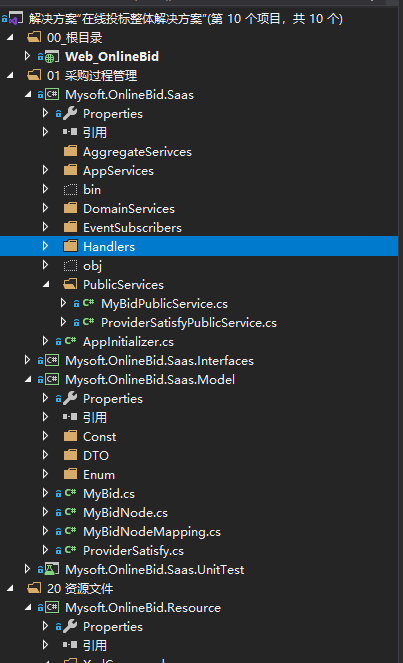 解决方案“在线投标整体解决方案”(第 10 个项目，共 10 个)
00_根目录
Web_OnlineBid
01 采购过程管理
C# Mysoft.OnlineBid.Saas
Properties
引用
AggregateSerivces
AppServices
bin
DomainServices
EventSubscribers
Handlers
obj
PublicServices
C# MyBidPublicService.cs
C# ProviderSatisfyPublicService.cs
C# AppInitializer.cs
C# Mysoft.OnlineBid.Saas.Interfaces
C# Mysoft.OnlineBid.Saas.Model
Properties
引用
Const
DTO
Enum
C# MyBid.cs
C# MyBidNode.cs
C# MyBidNodeMapping.cs
C# ProviderSatisfy.cs
Mysoft.OnlineBid.Saas.UnitTest
20 资源文件
C# Mysoft.OnlineBid.Resource
Properties
引用